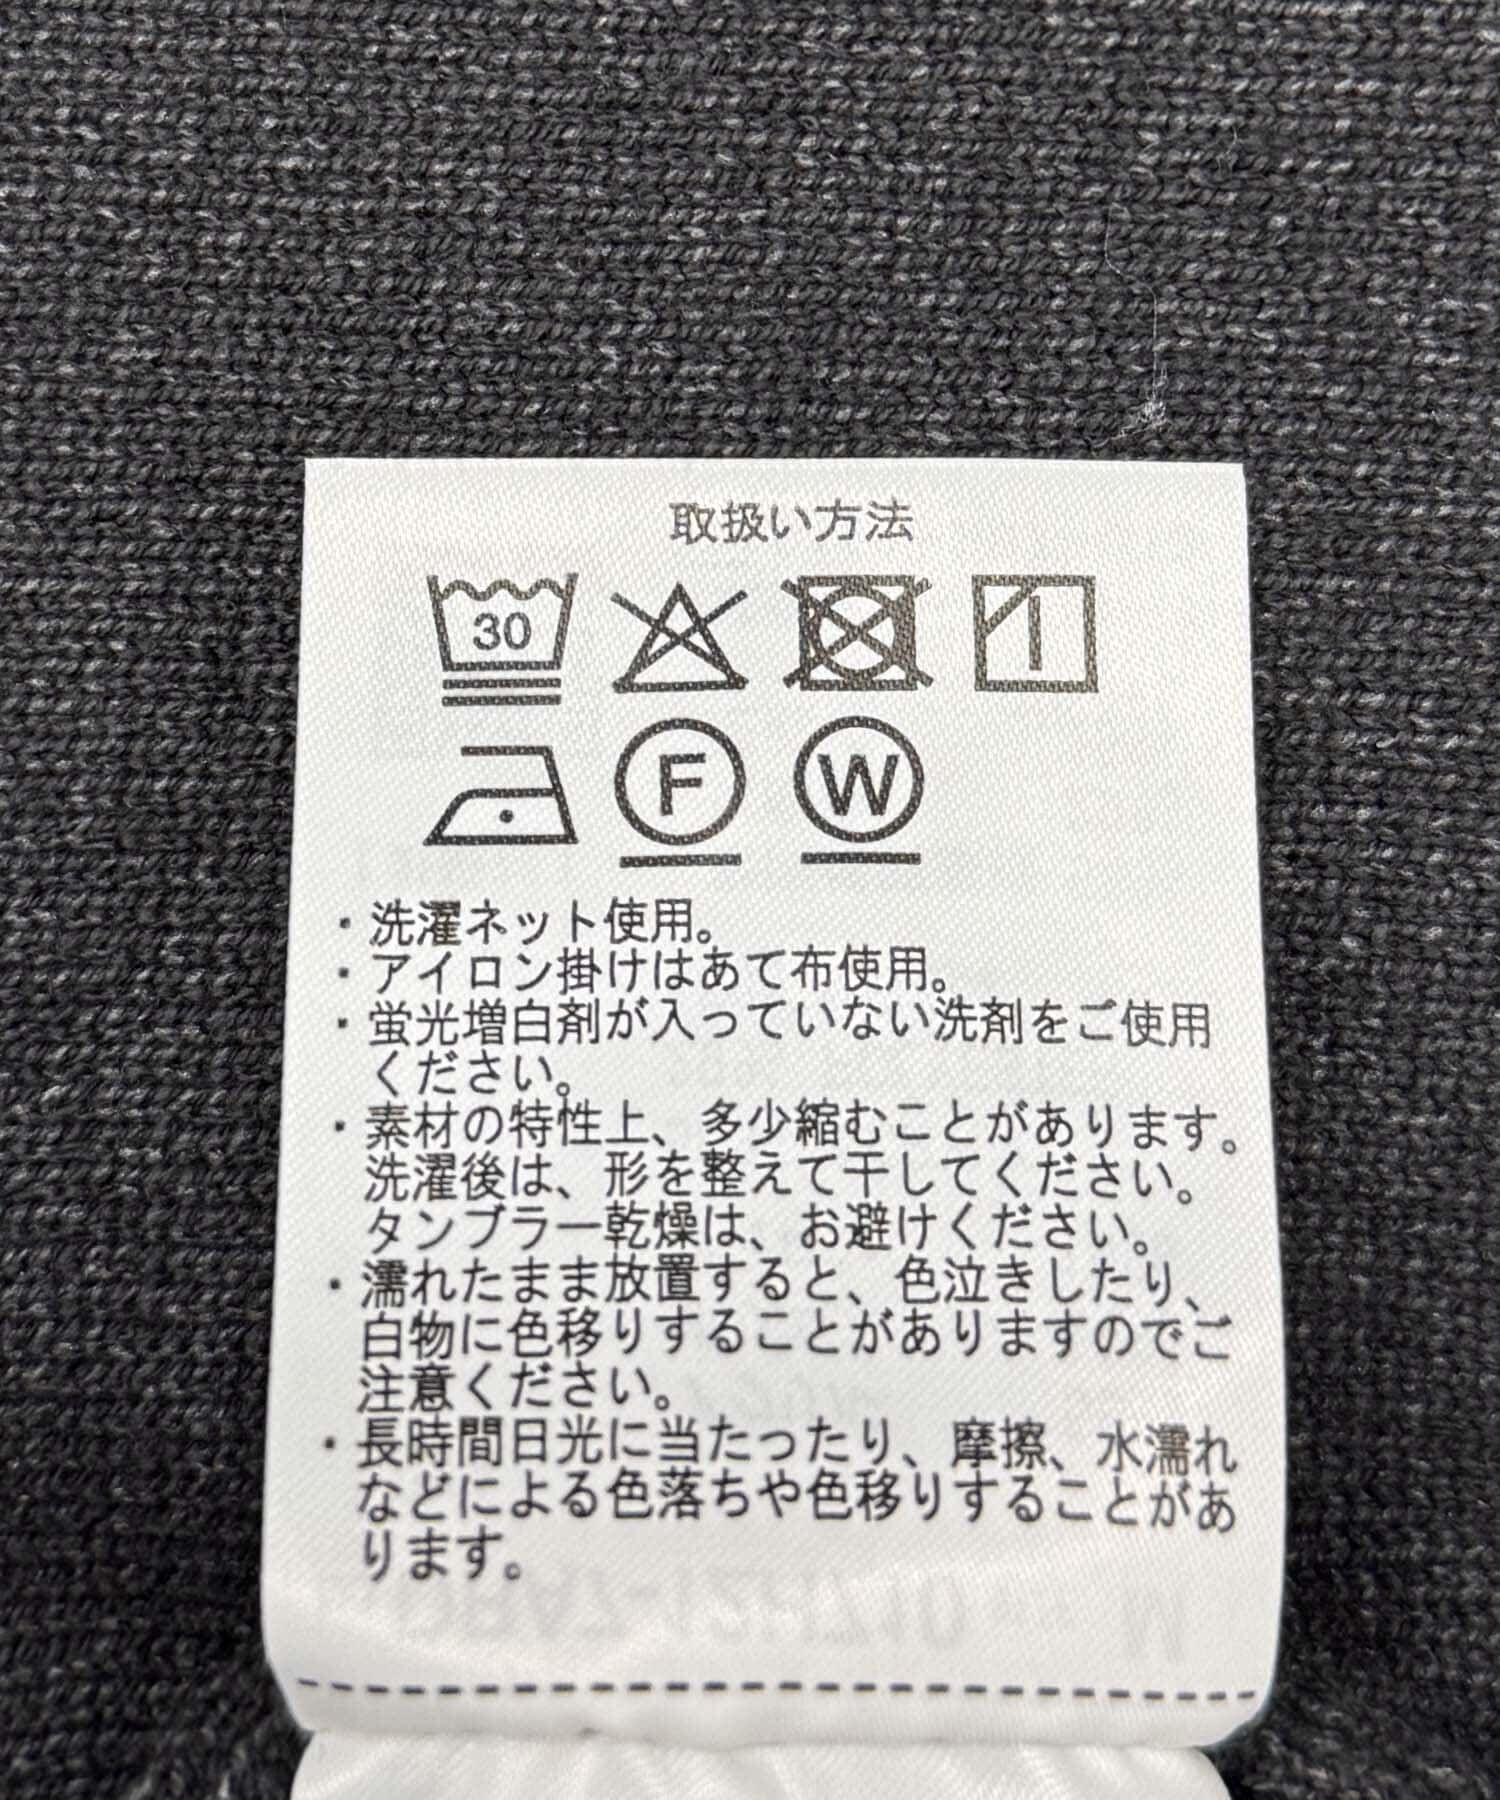 取扱い方法
30
F W
・洗濯ネット使用。
・アイロン掛けはあて布使用。
・蛍光増白剤が入っていない洗剤をご使用
ください。
・素材の特性上、多少縮むことがあります。
洗濯後は、形を整えて干してください。
タンブラー乾燥は、お避けください。
・濡れたまま放置すると、色泣きしたり、
白物に色移りすることがありますのでご
注意ください。
・長時間日光に当たったり、摩擦、水濡れ
などによる色落ちや色移りすることがあ
ります。